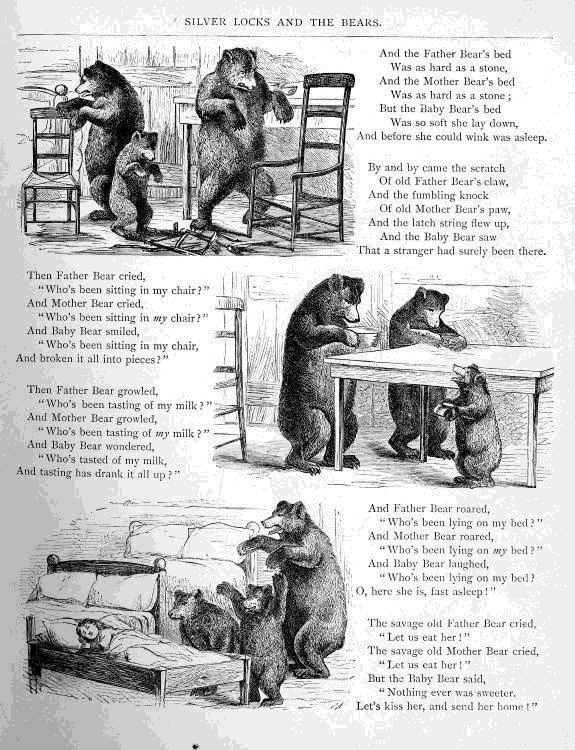 SILVER LOCKS AND THE BEARS.
And the Father Bear's bed
Was as hard as a stone,
And the Mother Bear's bed
Was as hard as a stone;
But the Baby Bear's bed
Was so soft she lay down,
And before she could wink was asleep.
By and by came the scratch
Of old Father Bear's claw,
And the fumbling knock
Of old Mother Bear's paw,
And the latch string flew up,
And the Baby Bear saw
That a stranger had surely been there.
Then Father Bear cried,
"Who's been sitting in my chair?"
And Mother Bear cried,
"Who's been sitting in my chair?"
And Baby Bear smiled,
"Who's been sitting in my chair,
And broken it all into pieces?"
Then Father Bear growled,
"Who's been tasting of my milk?"
And Mother Bear growled,
"Who's been tasting of my milk?"
And Baby Bear wondered,
"Who's tasted of my milk,
And tasting has drank it all up?"
And Father Bear roared,
"Who's been lying on my bed?"
And Mother Bear roared,
"Who's been lying on my bed?"
And Baby Bear laughed,
"Who's been lying on my bed?
O, here she is, fast asleep!"
The savage old Father Bear cried,
"Let us eat her!"
The savage old Mother Bear cried,
"Let us eat her!"
But the Baby Bear said,
"Nothing ever was sweeter.
Let's kiss her, and send her home!"